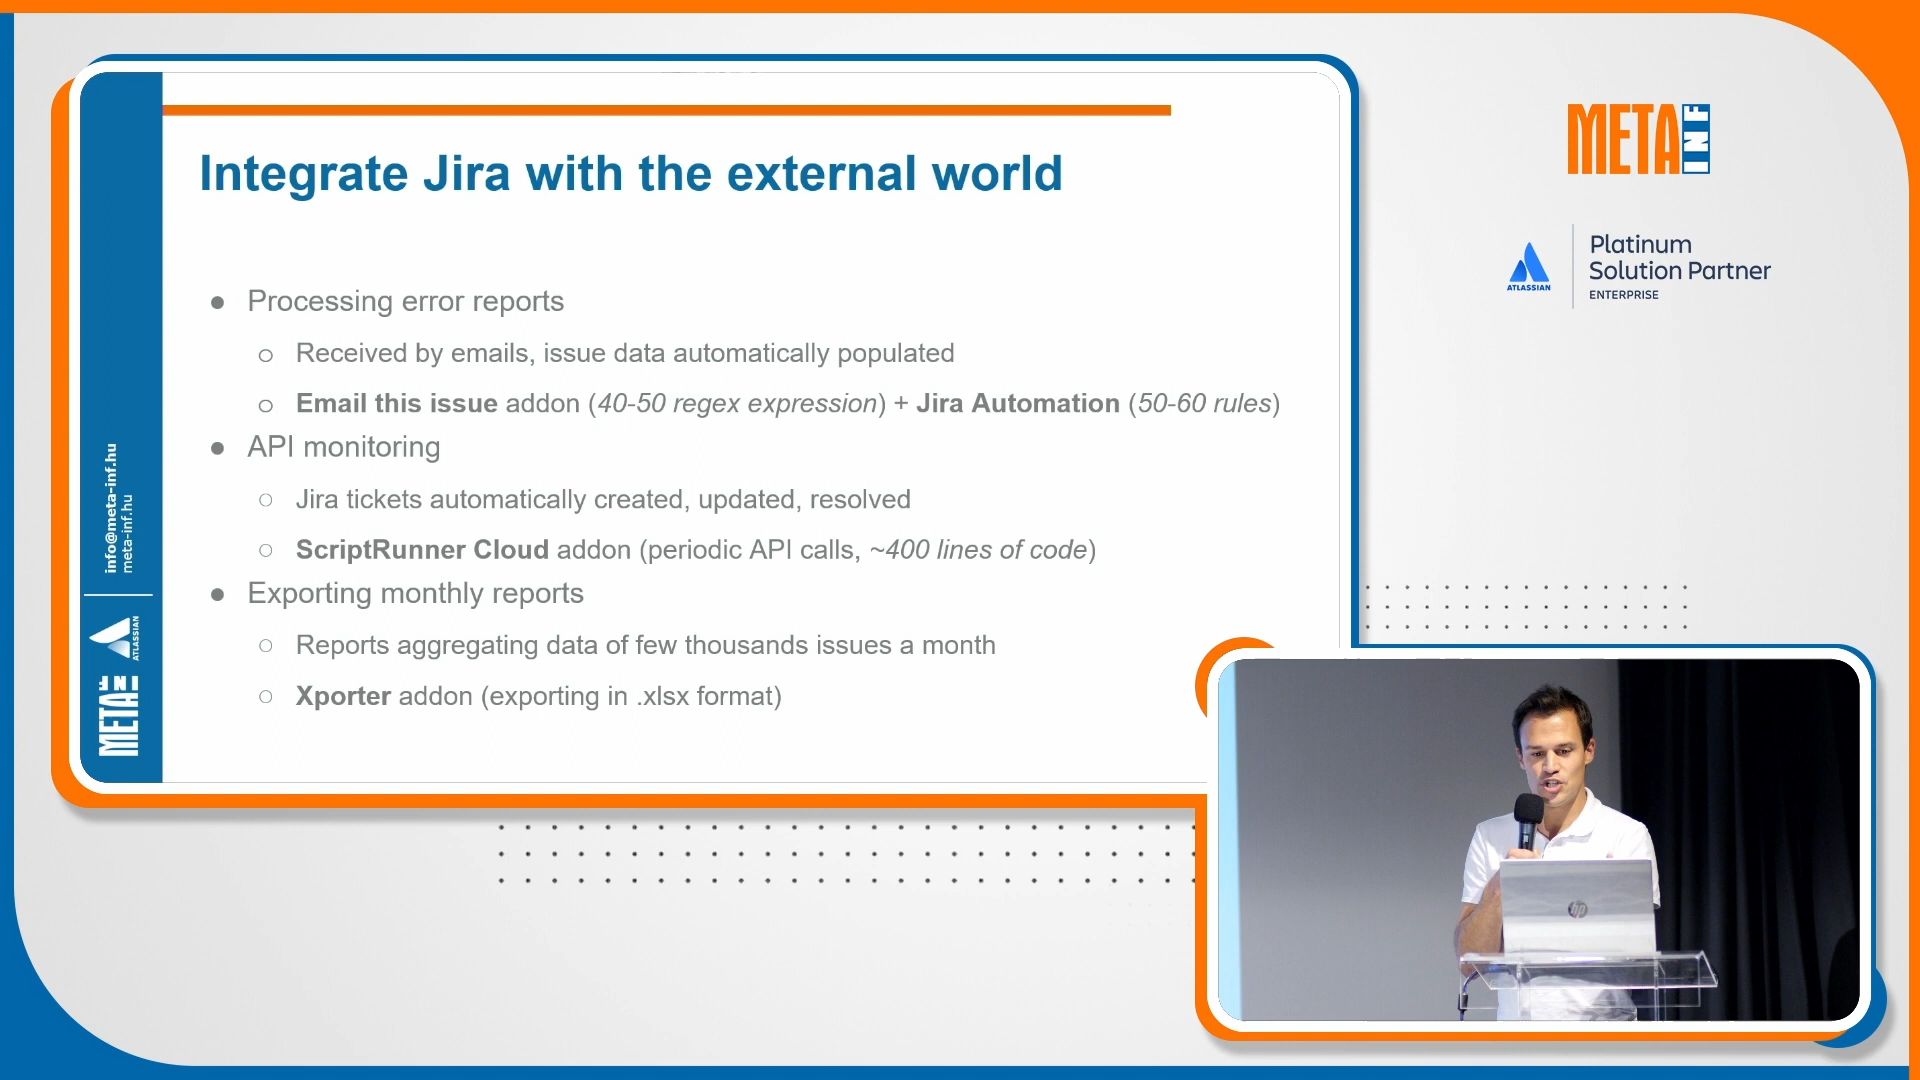 Integrate Jira with the external world
● Processing error reports
○ Received by emails, issue data automatically populated
○ Email this issue addon (40-50 regex expression) + Jira Automation (50-60 rules)
● API monitoring
○ Jira tickets automatically created, updated, resolved
○ ScriptRunner Cloud addon (periodic API calls, ~400 lines of code)
● Exporting monthly reports
○ Reports aggregating data of few thousands issues a month
○ Xporter addon (exporting in .xlsx format)
info@meta-inf.hu
meta-inf.hu
ATLASSIAN
META INF
META INF
ATLASSIAN
Platinum
Solution Partner
ENTERPRISE
hp